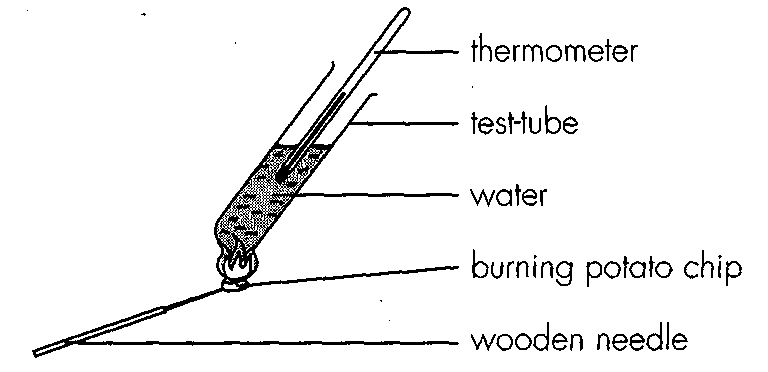 thermometer
test-tube
water
burning potato chip
wooden needle